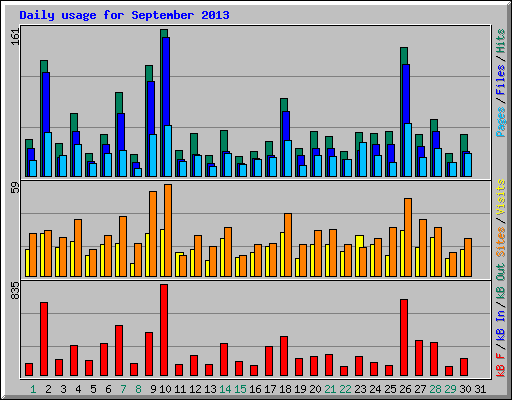 Daily usage for September 2013
161
Pages / Files / Hits
59
kB F / kB In / kB Out Sites / Visits
835
1 2 3 4 5 6 7 8 9 10 11 12 13 14 15 16 17 18 19 20 21 22 23 24 25 26 27 28 29 30 31